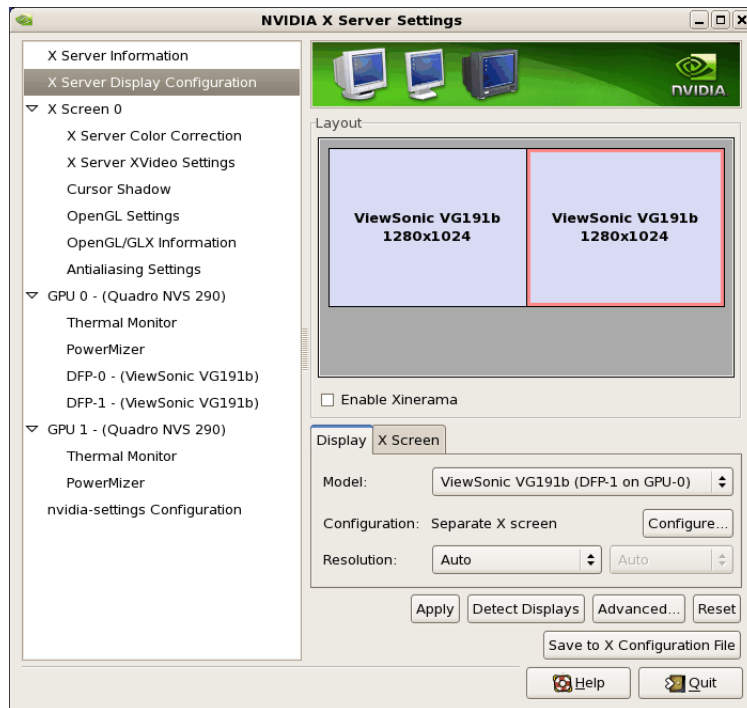 NVIDIA X Server Settings
X Server Information
X Server Display Configuration
X Screen 0
X Server Color Correction
X Server XVideo Settings
Cursor Shadow
OpenGL Settings
OpenGL/GLX Information
Antialiasing Settings
GPU 0 - (Quadro NVS 290)
Thermal Monitor
PowerMizer
DFP-0 - (ViewSonic VG191b)
DFP-1 - (ViewSonic VG191b)
GPU 1 - (Quadro NVS 290)
Thermal Monitor
PowerMizer
nvidia-settings Configuration
NVIDIA
Layout
ViewSonic VG191b
1280x1024
ViewSonic VG191b
1280x1024
Enable Xinerama
Display X Screen
Model: ViewSonic VG191b (DFP-1 on GPU-0)
Configuration: Separate X screen Configure...
Resolution: Auto Auto
Apply Detect Displays Advanced... Reset
Save to X Configuration File
Help Quit